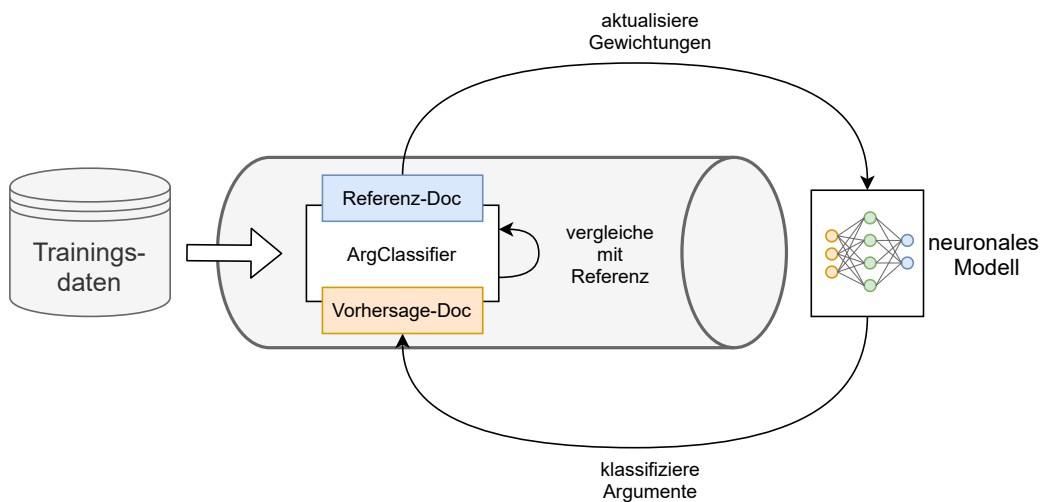 aktualisiere
Gewichtungen
Referenz-Doc
Trainings-
daten
ArgClassifier
vergleiche
mit
Referenz
neuronales
Modell
Vorhersage-Doc
klassifiziere
Argumente